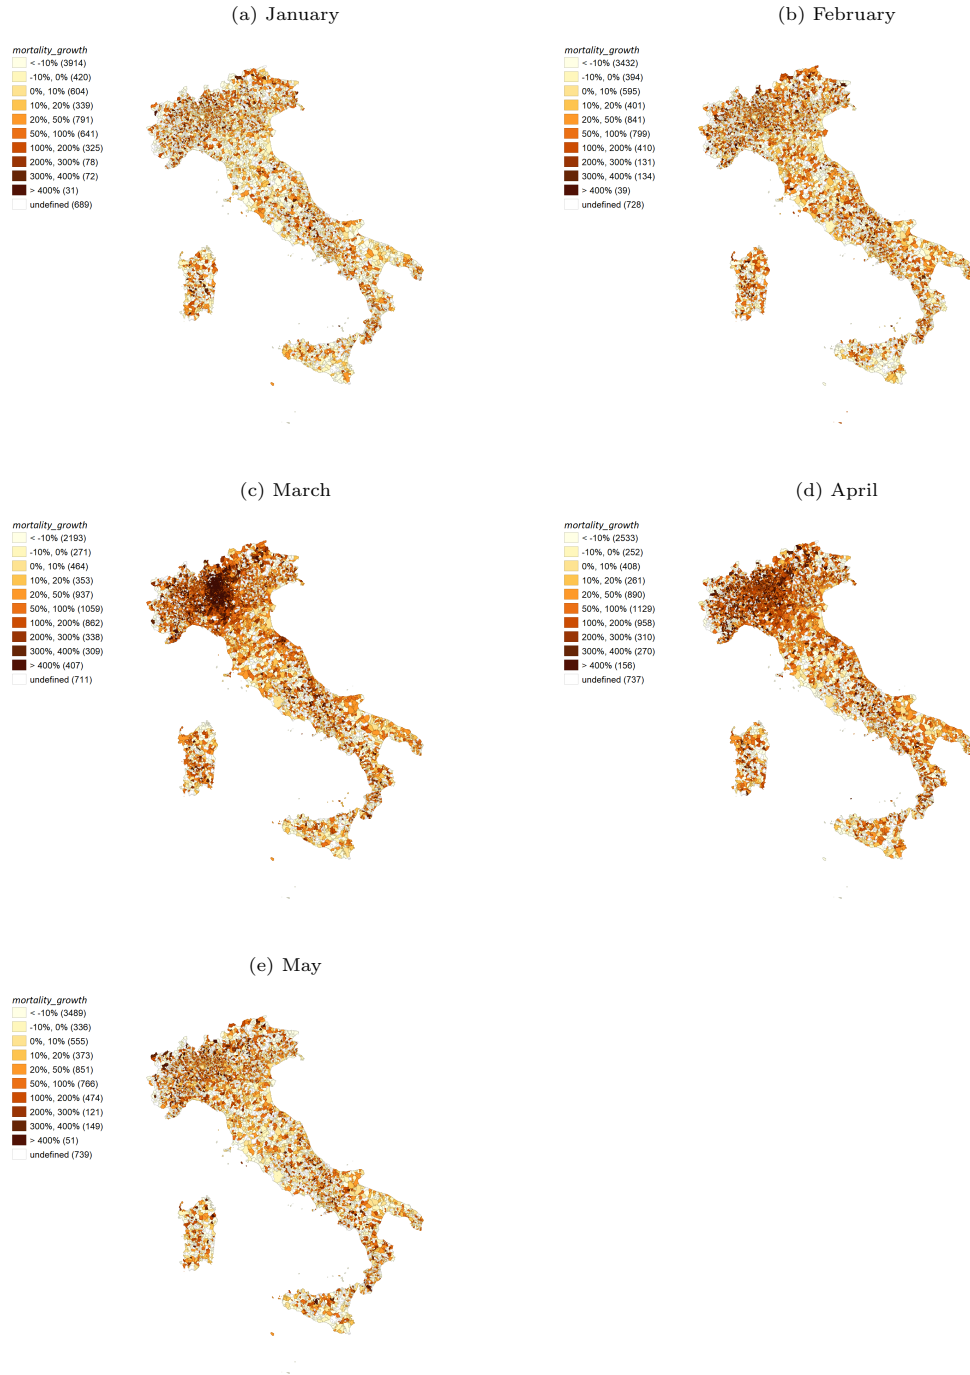 (a) January
mortality_growth
< -10% (3914)
-10%, 0% (420)
0%, 10% (604)
10%, 20% (339)
20%, 50% (791)
50%, 100% (641)
100%, 200% (325)
200%, 300% (78)
300%, 400% (72)
> 400% (31)
undefined (689)
(b) February
mortality_growth
< -10% (3432)
-10%, 0% (394)
0%, 10% (595)
10%, 20% (401)
20%, 50% (841)
50%, 100% (799)
100%, 200% (410)
200%, 300% (131)
300%, 400% (134)
> 400% (39)
undefined (728)
(c) March
mortality_growth
< -10% (2193)
-10%, 0% (271)
0%, 10% (464)
10%, 20% (353)
20%, 50% (937)
50%, 100% (1059)
100%, 200% (862)
200%, 300% (338)
300%, 400% (309)
> 400% (407)
undefined (711)
(d) April
mortality_growth
< -10% (2533)
-10%, 0% (252)
0%, 10% (408)
10%, 20% (261)
20%, 50% (890)
50%, 100% (1129)
100%, 200% (958)
200%, 300% (310)
300%, 400% (270)
> 400% (156)
undefined (737)
(e) May
mortality_growth
< -10% (3489)
-10%, 0% (336)
0%, 10% (555)
10%, 20% (373)
20%, 50% (851)
50%, 100% (766)
100%, 200% (474)
200%, 300% (121)
300%, 400% (149)
> 400% (51)
undefined (739)